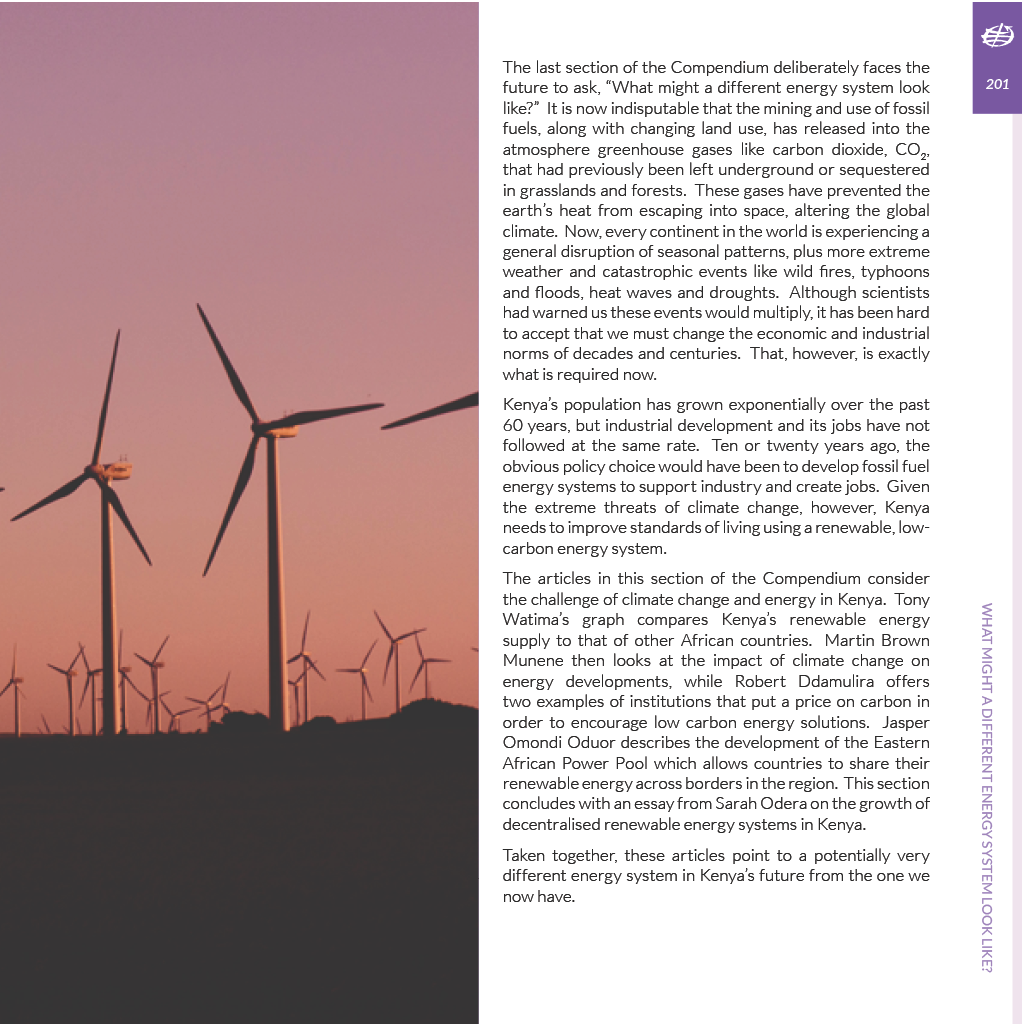 The last section of the Compendium deliberately faces the
future to ask, “What might a different energy system look
like?” It is now indisputable that the mining and use of fossil
fuels, along with changing land use, has released into the
atmosphere greenhouse gases like carbon dioxide, CO₂,
that had previously been left underground or sequestered
in grasslands and forests. These gases have prevented the
earth’s heat from escaping into space, altering the global
climate. Now, every continent in the world is experiencing a
general disruption of seasonal patterns, plus more extreme
weather and catastrophic events like wild fires, typhoons
and floods, heat waves and droughts. Although scientists
had warned us these events would multiply, it has been hard
to accept that we must change the economic and industrial
norms of decades and centuries. That, however, is exactly
what is required now.
Kenya’s population has grown exponentially over the past
60 years, but industrial development and its jobs have not
followed at the same rate. Ten or twenty years ago, the
obvious policy choice would have been to develop fossil fuel
energy systems to support industry and create jobs. Given
the extreme threats of climate change, however, Kenya
needs to improve standards of living using a renewable, low-
carbon energy system.
The articles in this section of the Compendium consider
the challenge of climate change and energy in Kenya. Tony
Watima’s graph compares Kenya’s renewable energy
supply to that of other African countries. Martin Brown
Munene then looks at the impact of climate change on
energy developments, while Robert Ddamulira offers
two examples of institutions that put a price on carbon in
order to encourage low carbon energy solutions. Jasper
Omondi Oduor describes the development of the Eastern
African Power Pool which allows countries to share their
renewable energy across borders in the region. This section
concludes with an essay from Sarah Odera on the growth of
decentralised renewable energy systems in Kenya.
Taken together, these articles point to a potentially very
different energy system in Kenya’s future from the one we
now have.
201
WHAT MIGHT A DIFFERENT ENERGY SYSTEM LOOK LIKE?